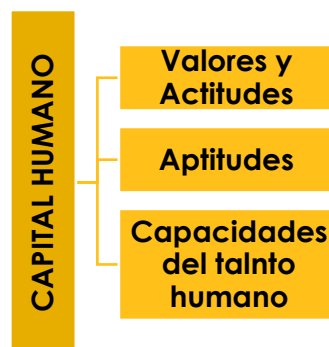 CAPITAL HUMANO
Valores y
Actitudes
Aptitudes
Capacidades
del talnto
humano